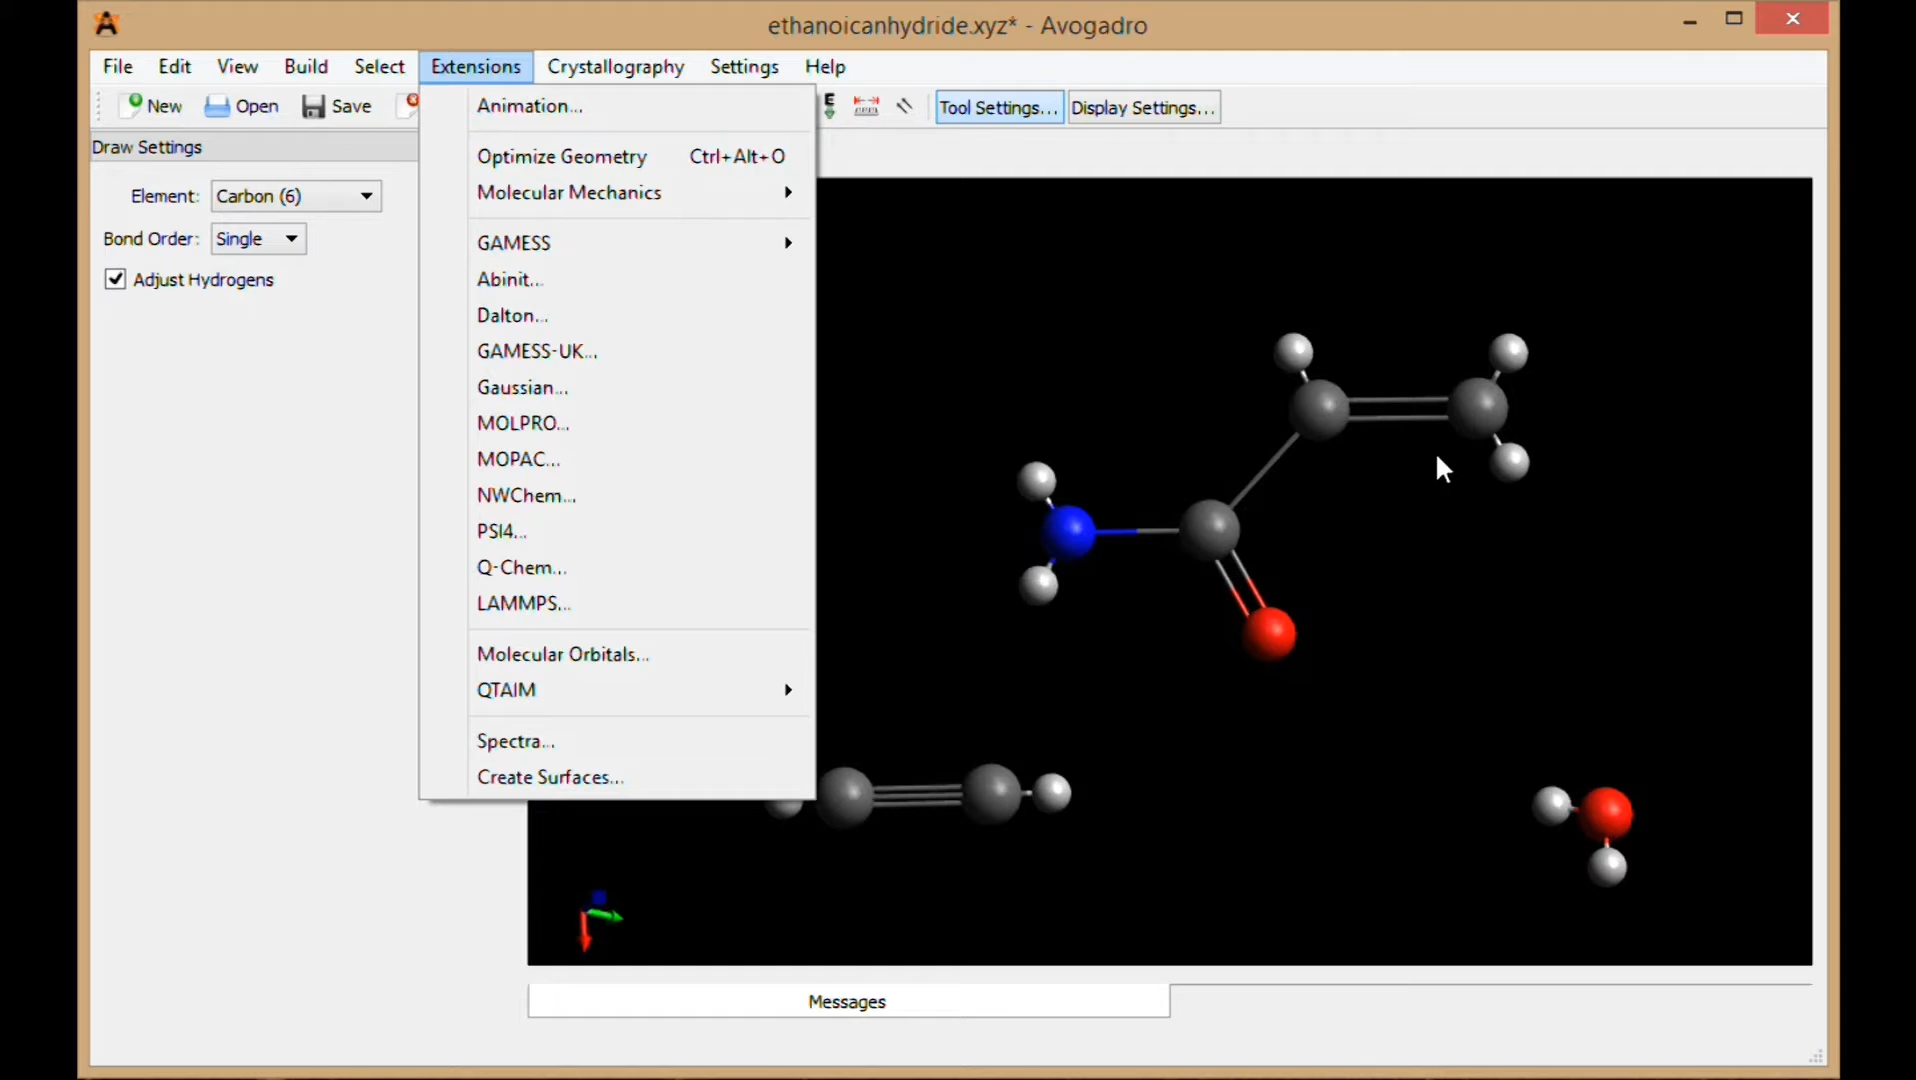 ethanoicanhydride.xyz* - Avogadro
File Edit View Build Select Extensions Crystallography Settings Help
New Open Save E Tool Settings... Display Settings...
Draw Settings
Element: Carbon (6)
Bond Order: Single
Adjust Hydrogens
Animation...
Optimize Geometry Ctrl+Alt+O
Molecular Mechanics
GAMESS
Abinit...
Dalton...
GAMESS-UK...
Gaussian...
MOLPRO...
MOPAC...
NWChem...
PSI4...
Q-Chem...
LAMMPS...
Molecular Orbitals...
QTAIM
Spectra...
Create Surfaces...
Messages